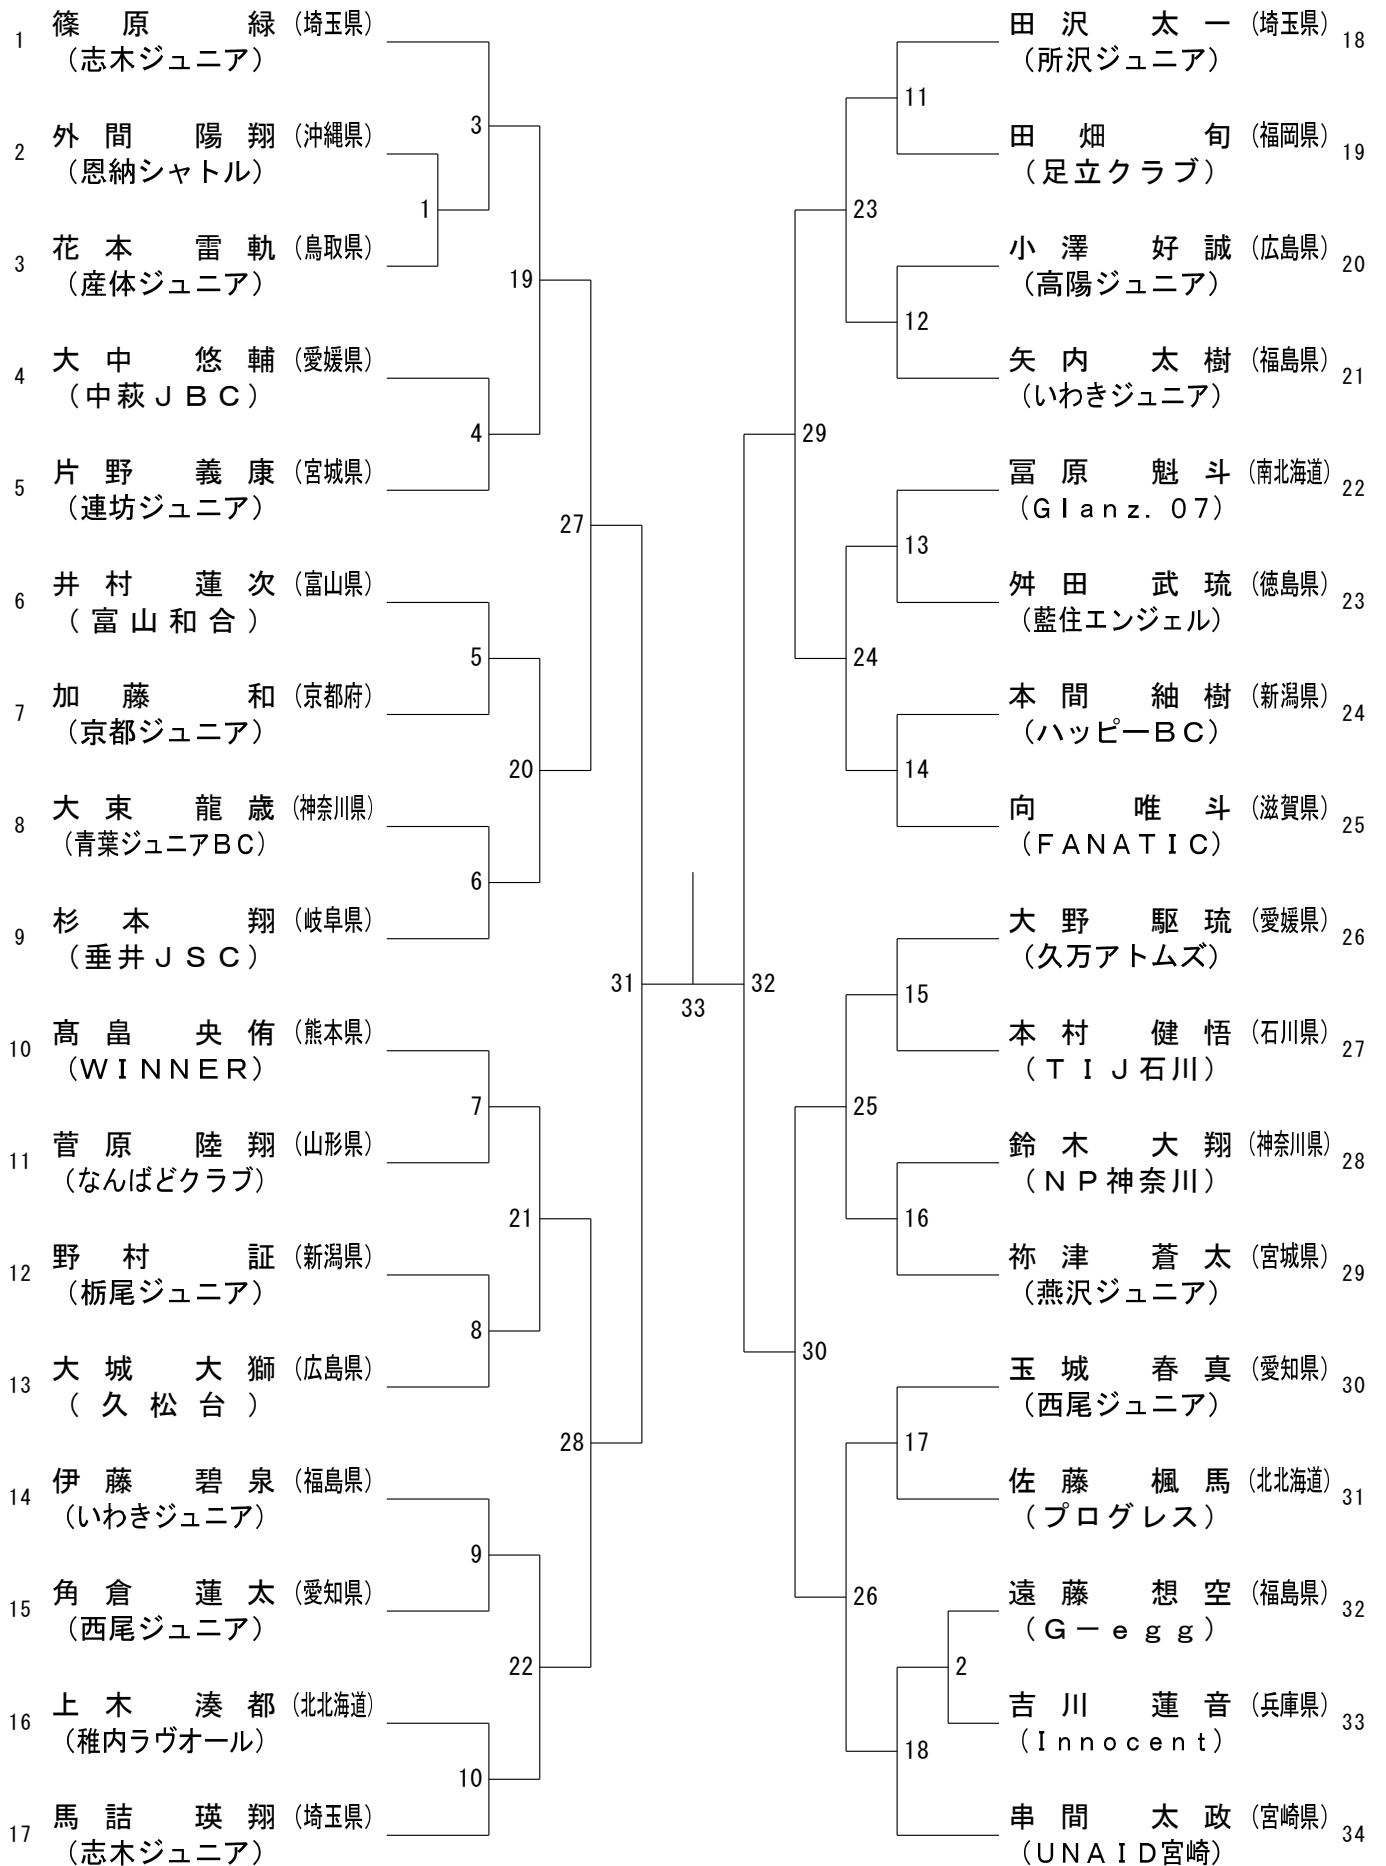 1 篠原 緑 (埼玉県)
(志木ジュニア)
2 外間 陽翔 (沖縄県)
(恩納シャトル)
3 花本 雷軌 (鳥取県)
(産体ジュニア)
4 大中 悠輔 (愛媛県)
(中萩JBC)
5 片野 義康 (宮城県)
(連坊ジュニア)
6 井村 蓮次 (富山県)
(富山和合)
7 加藤 和 (京都府)
(京都ジュニア)
8 大束 龍歳 (神奈川県)
(青葉ジュニアBC)
9 杉本 翔 (岐阜県)
(垂井JSC)
10 髙畠 央侑 (熊本県)
(WINNER)
11 菅原 陸翔 (山形県)
(なんばどクラブ)
12 野村 証 (新潟県)
(栃尾ジュニア)
13 大城 大獅 (広島県)
(久松台)
14 伊藤 碧泉 (福島県)
(いわきジュニア)
15 角倉 蓮太 (愛知県)
(西尾ジュニア)
16 上木 湊都 (北北海道)
(稚内ラヴオール)
17 馬詰 瑛翔 (埼玉県)
(志木ジュニア)
3
1
19
4
27
5
20
6
31
7
21
8
28
9
22
10
33
32
11
23
12
29
13
24
14
15
25
16
30
17
26
2
18
田沢 太一 (埼玉県) 18
(所沢ジュニア)
田畑 旬 (福岡県) 19
(足立クラブ)
小澤 好誠 (広島県) 20
(高陽ジュニア)
矢内 太樹 (福島県) 21
(いわきジュニア)
冨原 魁斗 (南北海道) 22
(Glanz.07)
舛田 武琉 (徳島県) 23
(藍住エンジェル)
本間 紬樹 (新潟県) 24
(ハッピーBC)
向 唯斗 (滋賀県) 25
(FANATIC)
大野 駆琉 (愛媛県) 26
(久万アトムズ)
本村 健悟 (石川県) 27
(TIJ石川)
鈴木 大翔 (神奈川県) 28
(NP神奈川)
祢津 蒼太 (宮城県) 29
(燕沢ジュニア)
玉城 春真 (愛知県) 30
(西尾ジュニア)
佐藤 楓馬 (北北海道) 31
(プログレス)
遠藤 想空 (福島県) 32
(G－egg)
吉川 蓮音 (兵庫県) 33
(Innocent)
串間 太政 (宮崎県) 34
(UNAID宮崎)